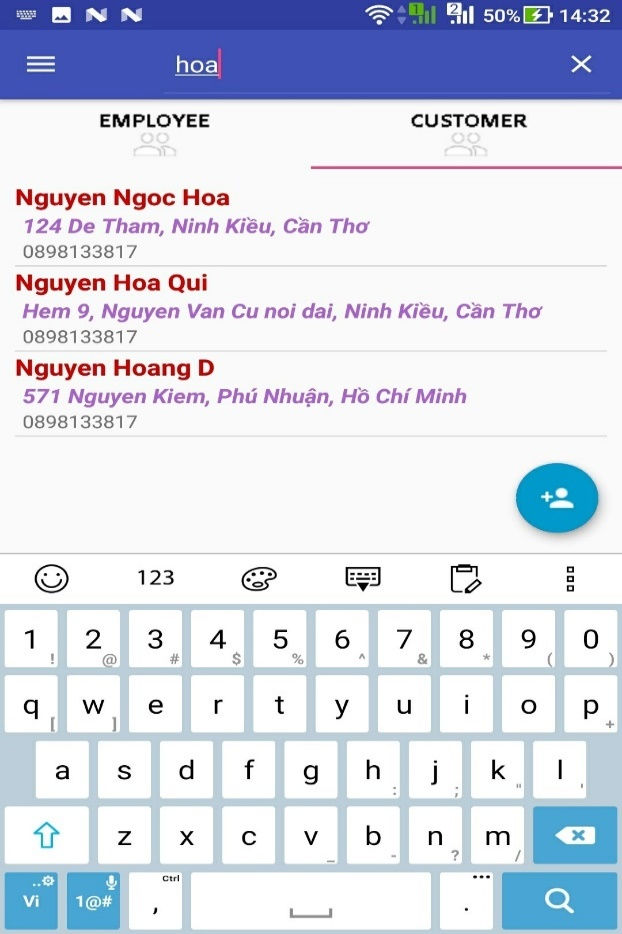 1 2 50% 14:32
hoa
EMPLOYEE CUSTOMER
Nguyen Ngoc Hoa
124 De Tham, Ninh Kiều, Cần Thơ
0898133817
Nguyen Hoa Qui
Hem 9, Nguyen Van Cu noi dai, Ninh Kiều, Cần Thơ
0898133817
Nguyen Hoang D
571 Nguyen Kiem, Phú Nhuận, Hồ Chí Minh
0898133817
123
1 ! 2 @ 3 # 4 $ 5 % 6 ^ 7 & 8 * 9 ( 0 )
q [ w ] e r t y u i o p +
a s d f g h : j ; k " l '
z x c v _ b - n ? m /
Vi 1@# Ctrl , . ...